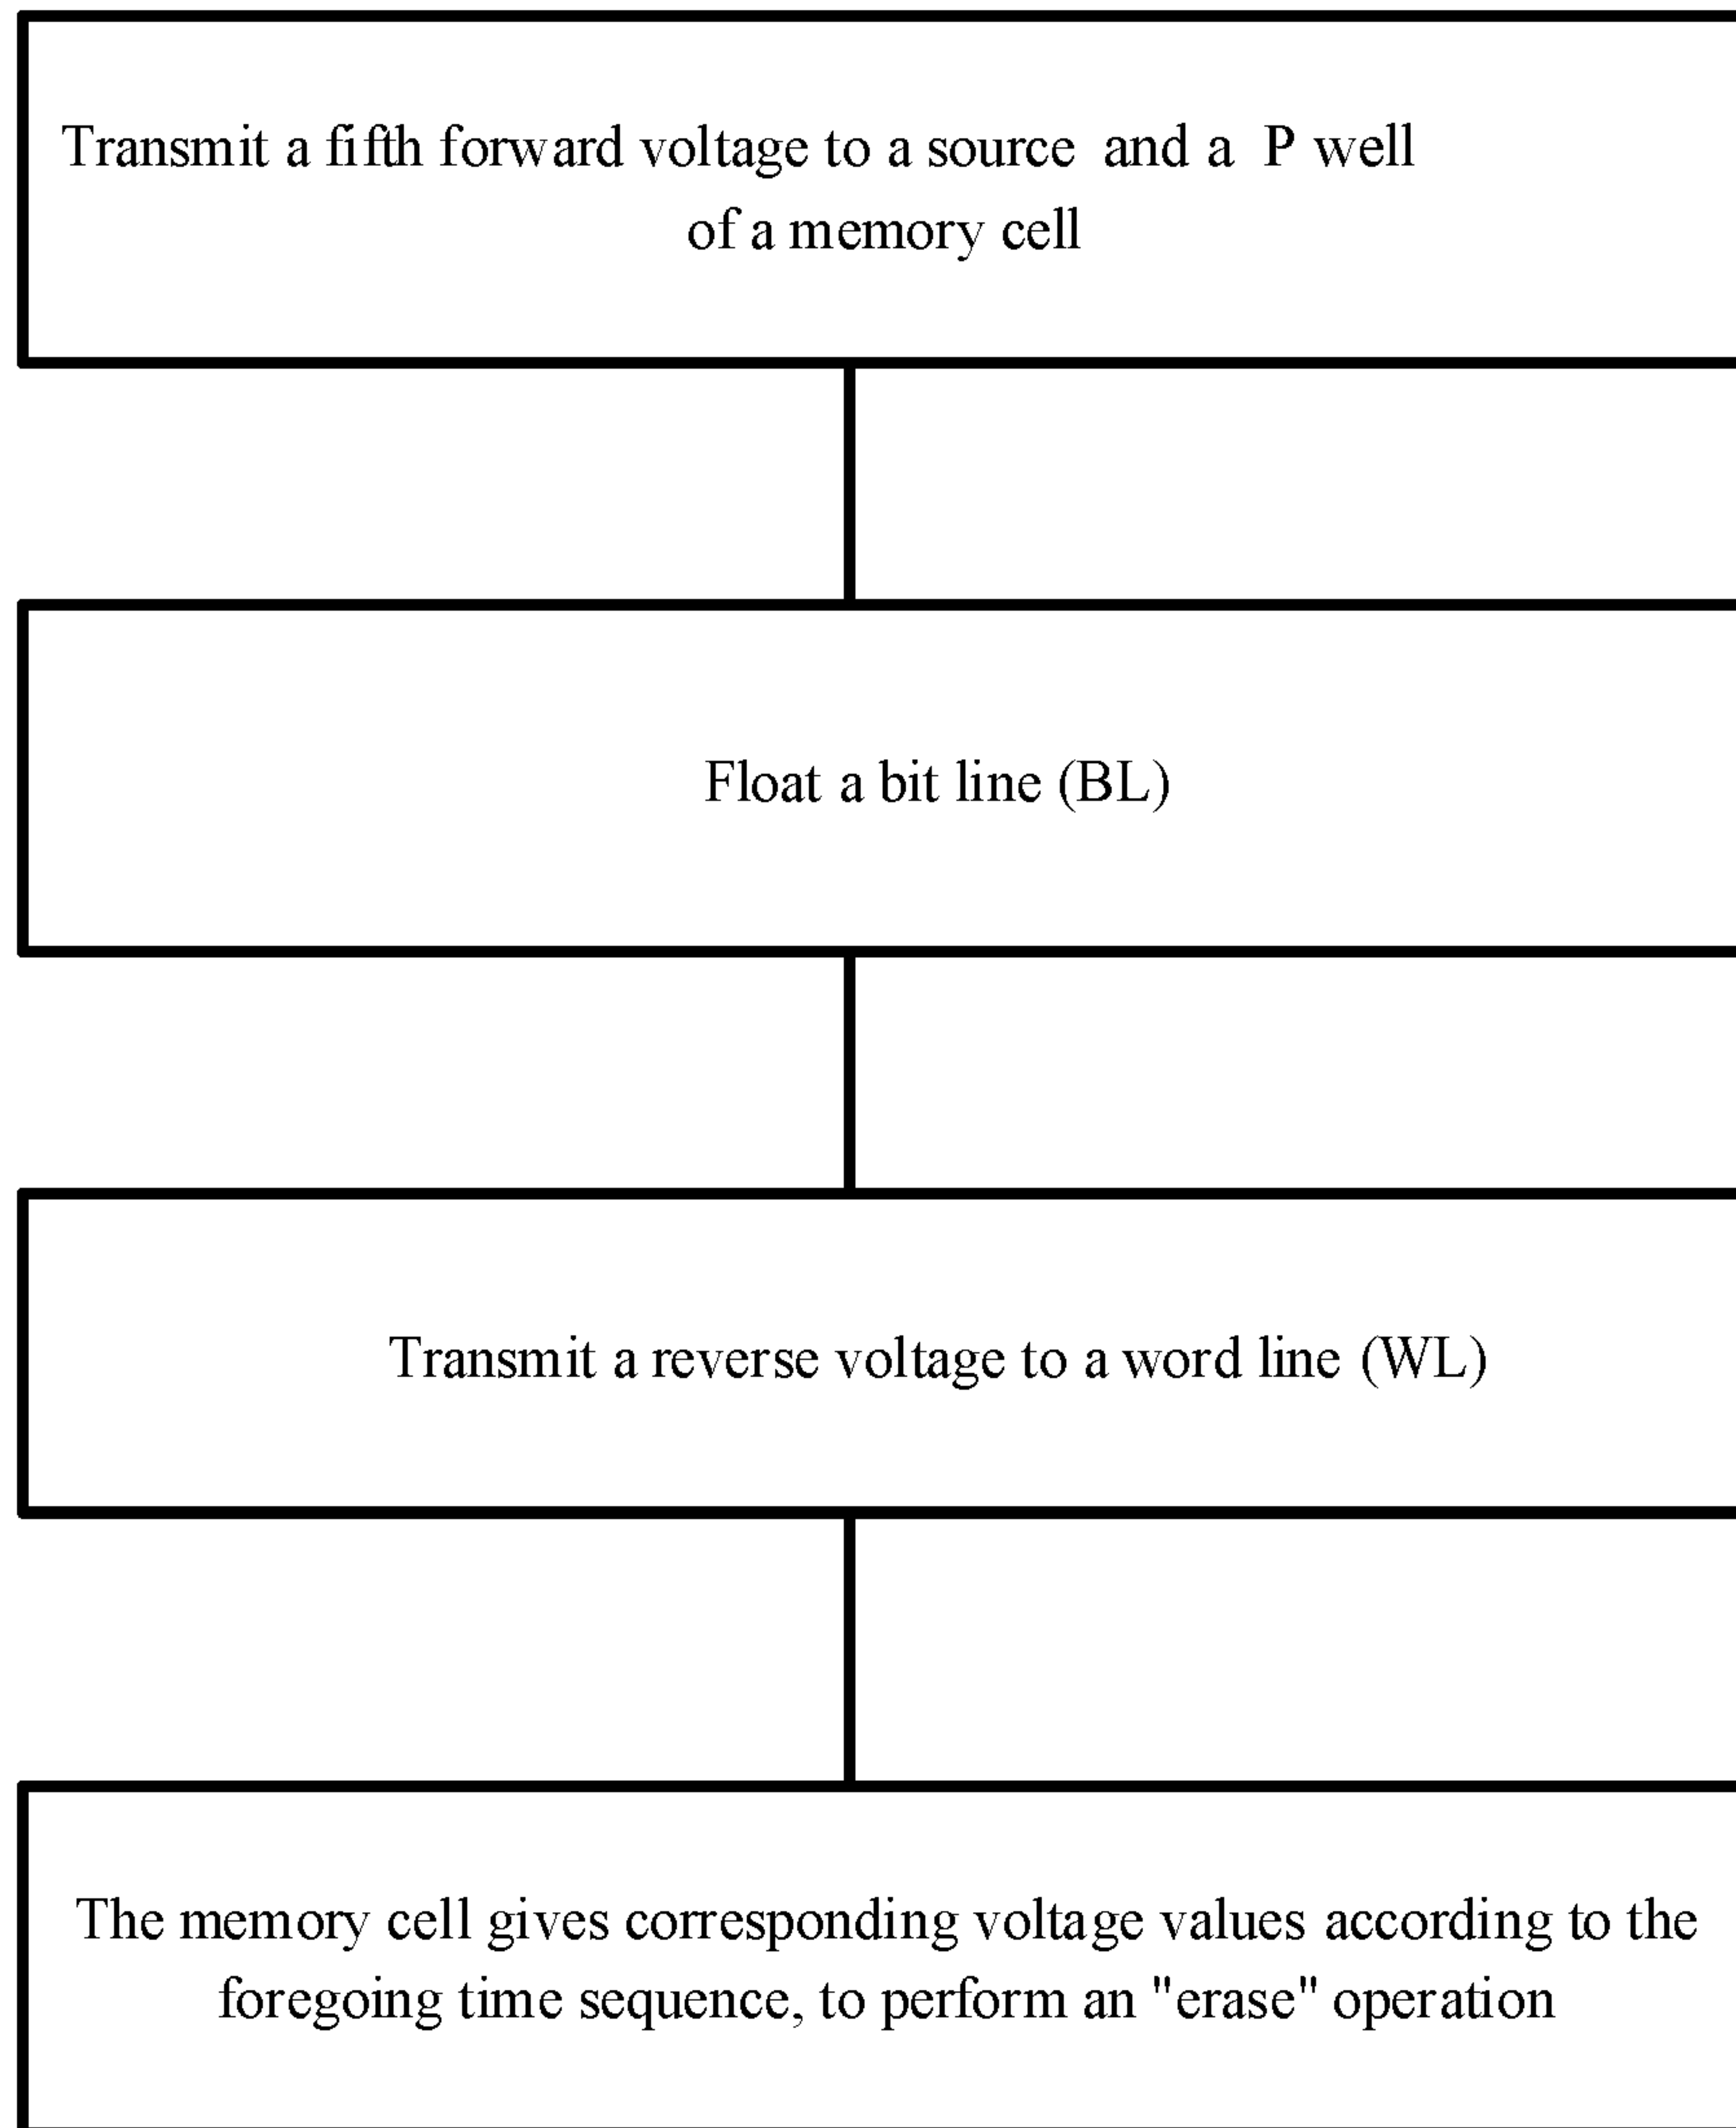 Transmit a fifth forward voltage to a source and a P well
of a memory cell
Float a bit line (BL)
Transmit a reverse voltage to a word line (WL)
The memory cell gives corresponding voltage values according to the
foregoing time sequence, to perform an "erase" operation